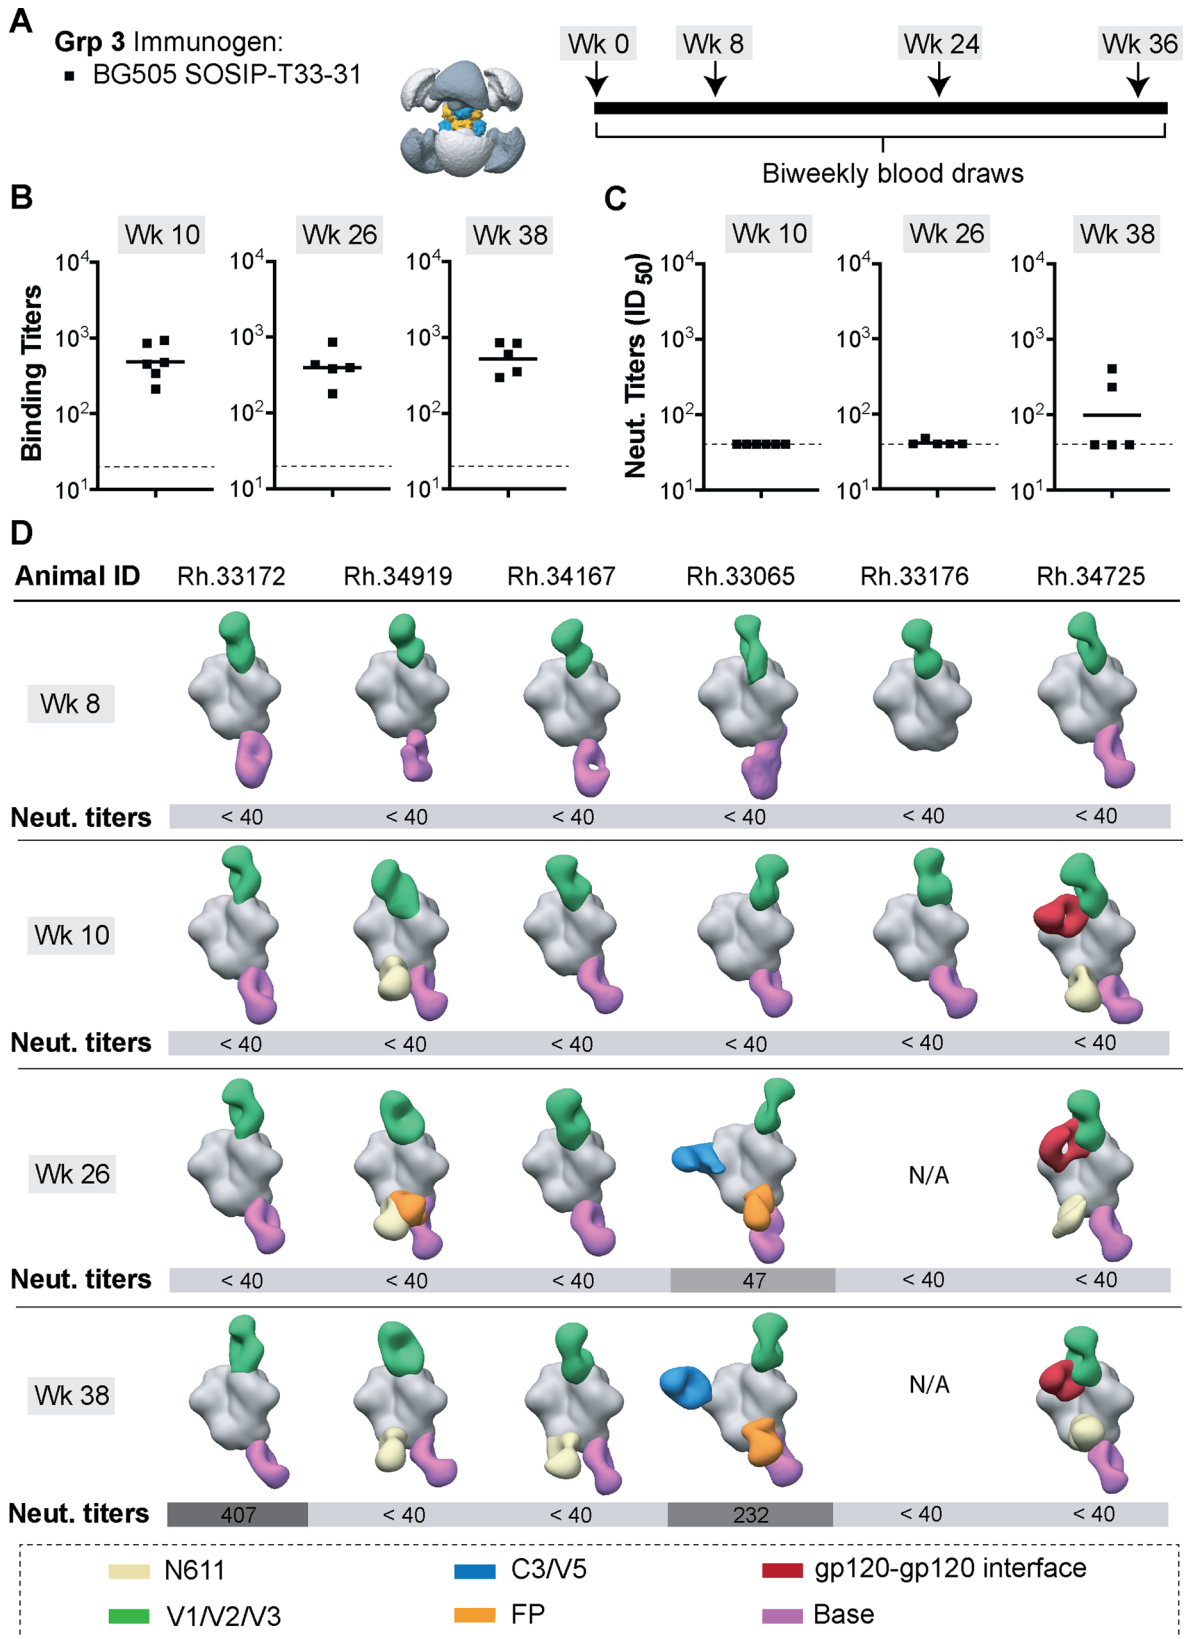 A
Grp 3 Immunogen:
▪ BG505 SOSIP-T33-31
Wk 0 Wk 8 Wk 24 Wk 36
Biweekly blood draws
B
Wk 10 Wk 26 Wk 38
Binding Titers
10⁴ 10³ 10² 10¹
10⁴ 10³ 10² 10¹
10⁴ 10³ 10² 10¹
C
Wk 10 Wk 26 Wk 38
Neut. Titers (ID₅₀)
10⁴ 10³ 10² 10¹
10⁴ 10³ 10² 10¹
10⁴ 10³ 10² 10¹
D
Animal ID Rh.33172 Rh.34919 Rh.34167 Rh.33065 Rh.33176 Rh.34725
Wk 8
Neut. titers < 40 < 40 < 40 < 40 < 40 < 40
Wk 10
Neut. titers < 40 < 40 < 40 < 40 < 40 < 40
Wk 26 N/A
Neut. titers < 40 < 40 < 40 47 < 40 < 40
Wk 38 N/A
Neut. titers 407 < 40 < 40 232 < 40 < 40
N611 C3/V5 gp120-gp120 interface
V1/V2/V3 FP Base